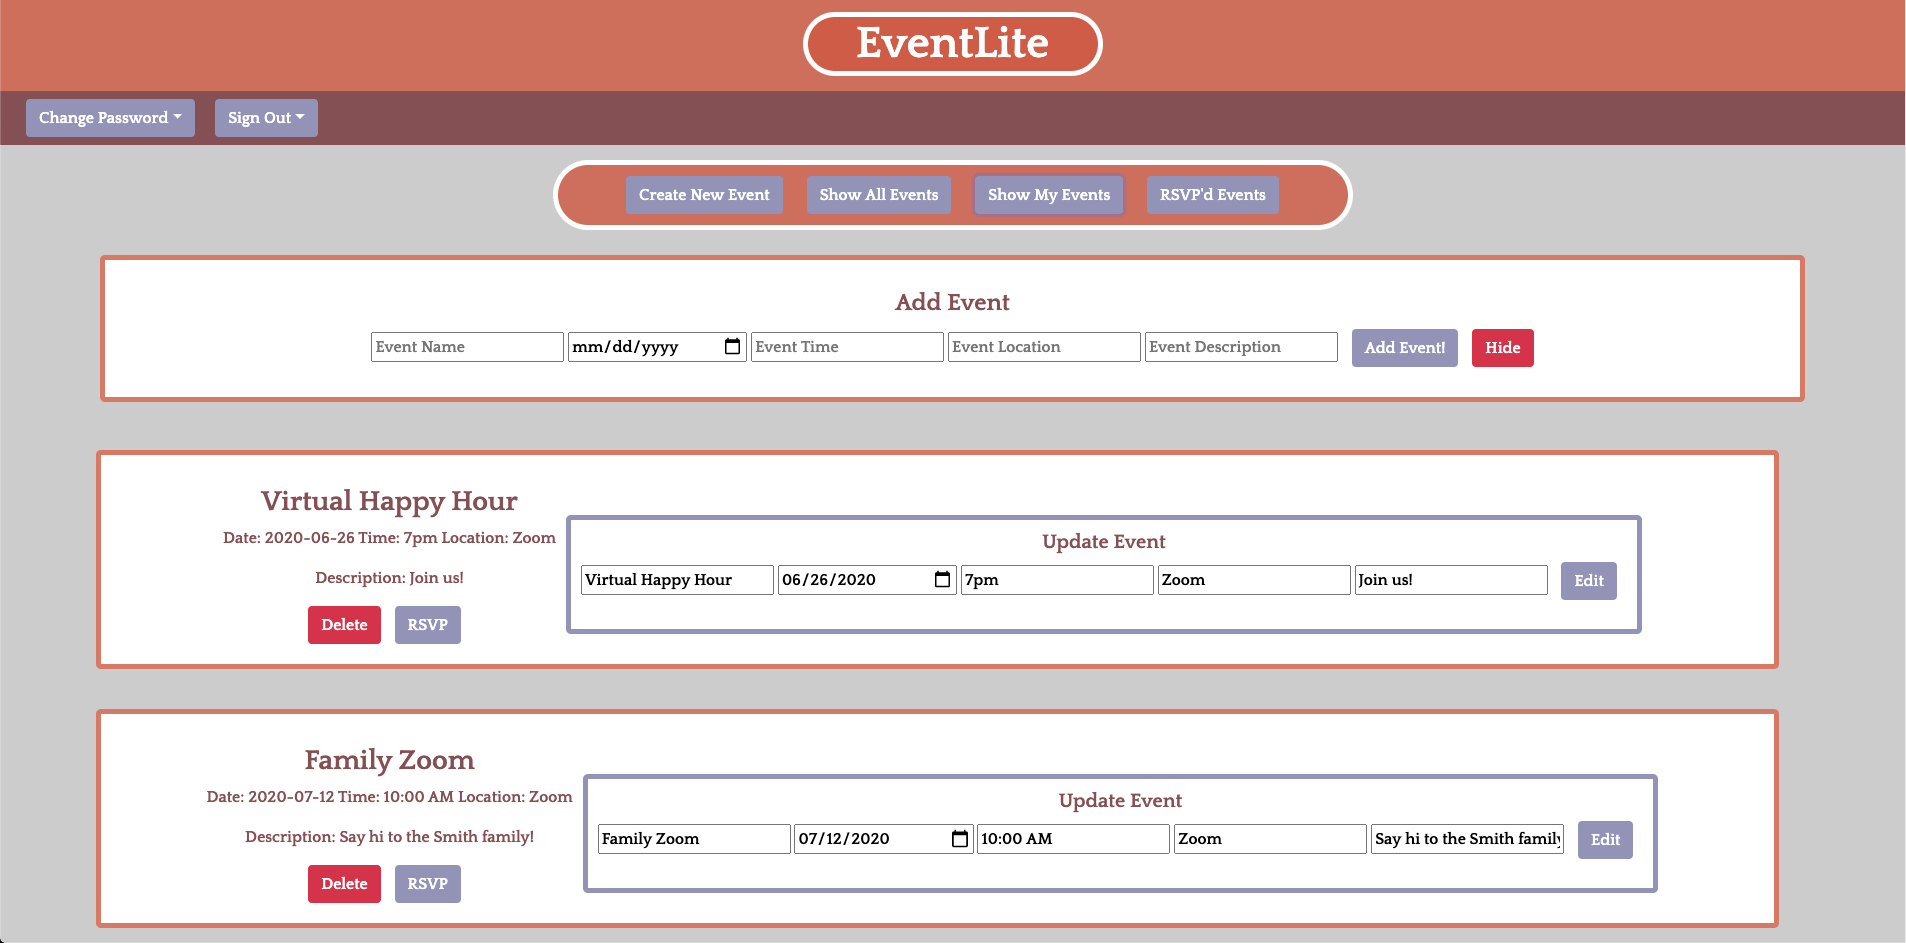 EventLite
Change Password Sign Out
Create New Event Show All Events Show My Events RSVP'd Events
Add Event
Event Name mm/dd/yyyy Event Time Event Location Event Description Add Event! Hide
Virtual Happy Hour
Date: 2020-06-26 Time: 7pm Location: Zoom
Description: Join us!
Delete RSVP
Update Event
Virtual Happy Hour 06/26/2020 7pm Zoom Join us! Edit
Family Zoom
Date: 2020-07-12 Time: 10:00 AM Location: Zoom
Description: Say hi to the Smith family!
Delete RSVP
Update Event
Family Zoom 07/12/2020 10:00 AM Zoom Say hi to the Smith family Edit